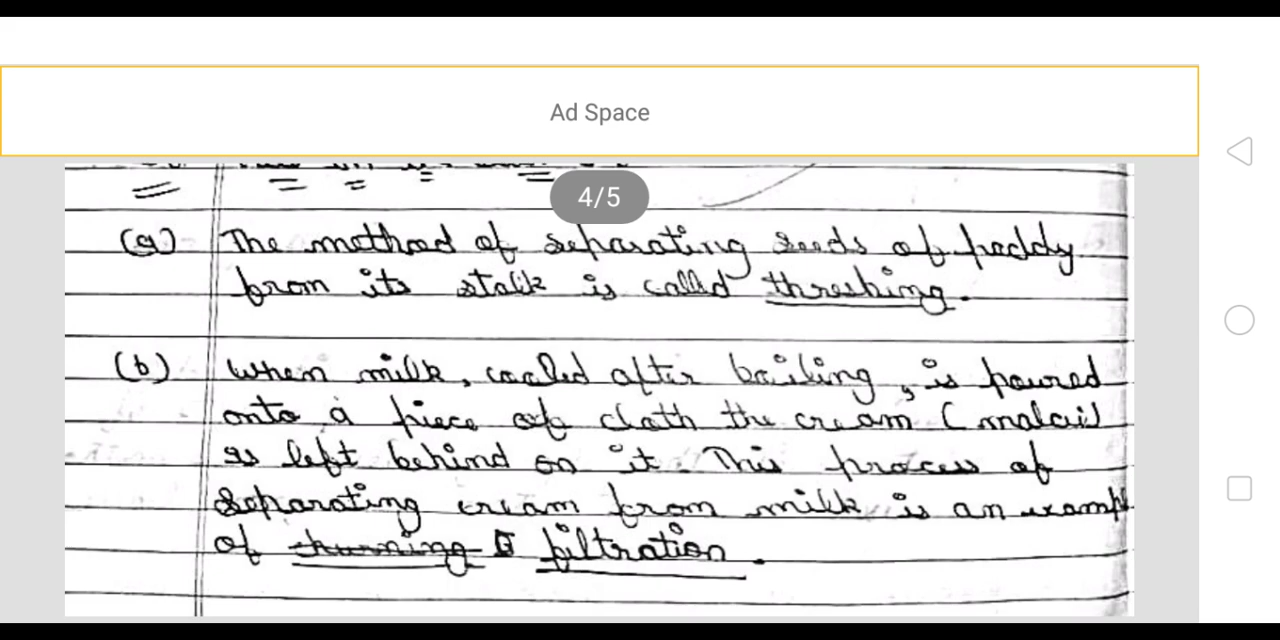 Ad Space
4/5
(a) The method of separating seeds of paddy
from its stalk is called threshing.
(b) when milk, cooled after boiling, is poured
onto a piece of cloth the cream (malai)
is left behind on it. This process of
separating cream from milk is an exampl
of churning filtration.